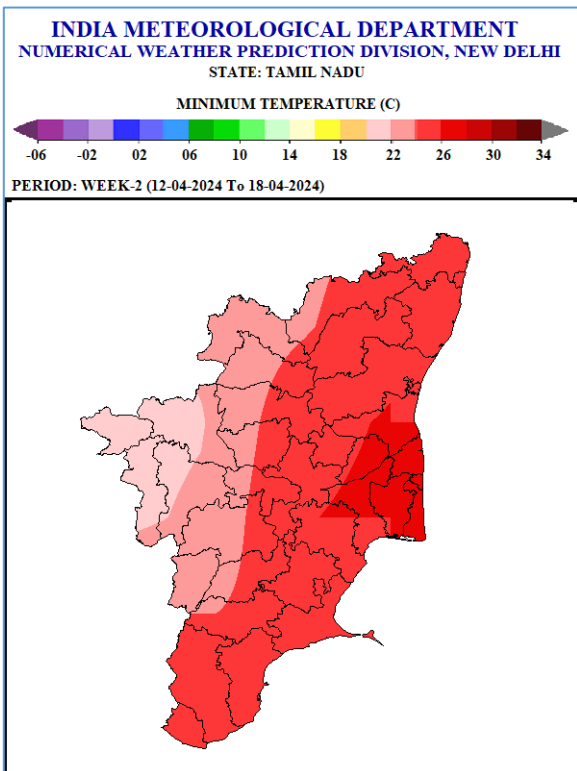 INDIA METEOROLOGICAL DEPARTMENT
NUMERICAL WEATHER PREDICTION DIVISION, NEW DELHI
STATE: TAMIL NADU
MINIMUM TEMPERATURE (C)
-06 -02 02 06 10 14 18 22 26 30 34
PERIOD: WEEK-2 (12-04-2024 To 18-04-2024)